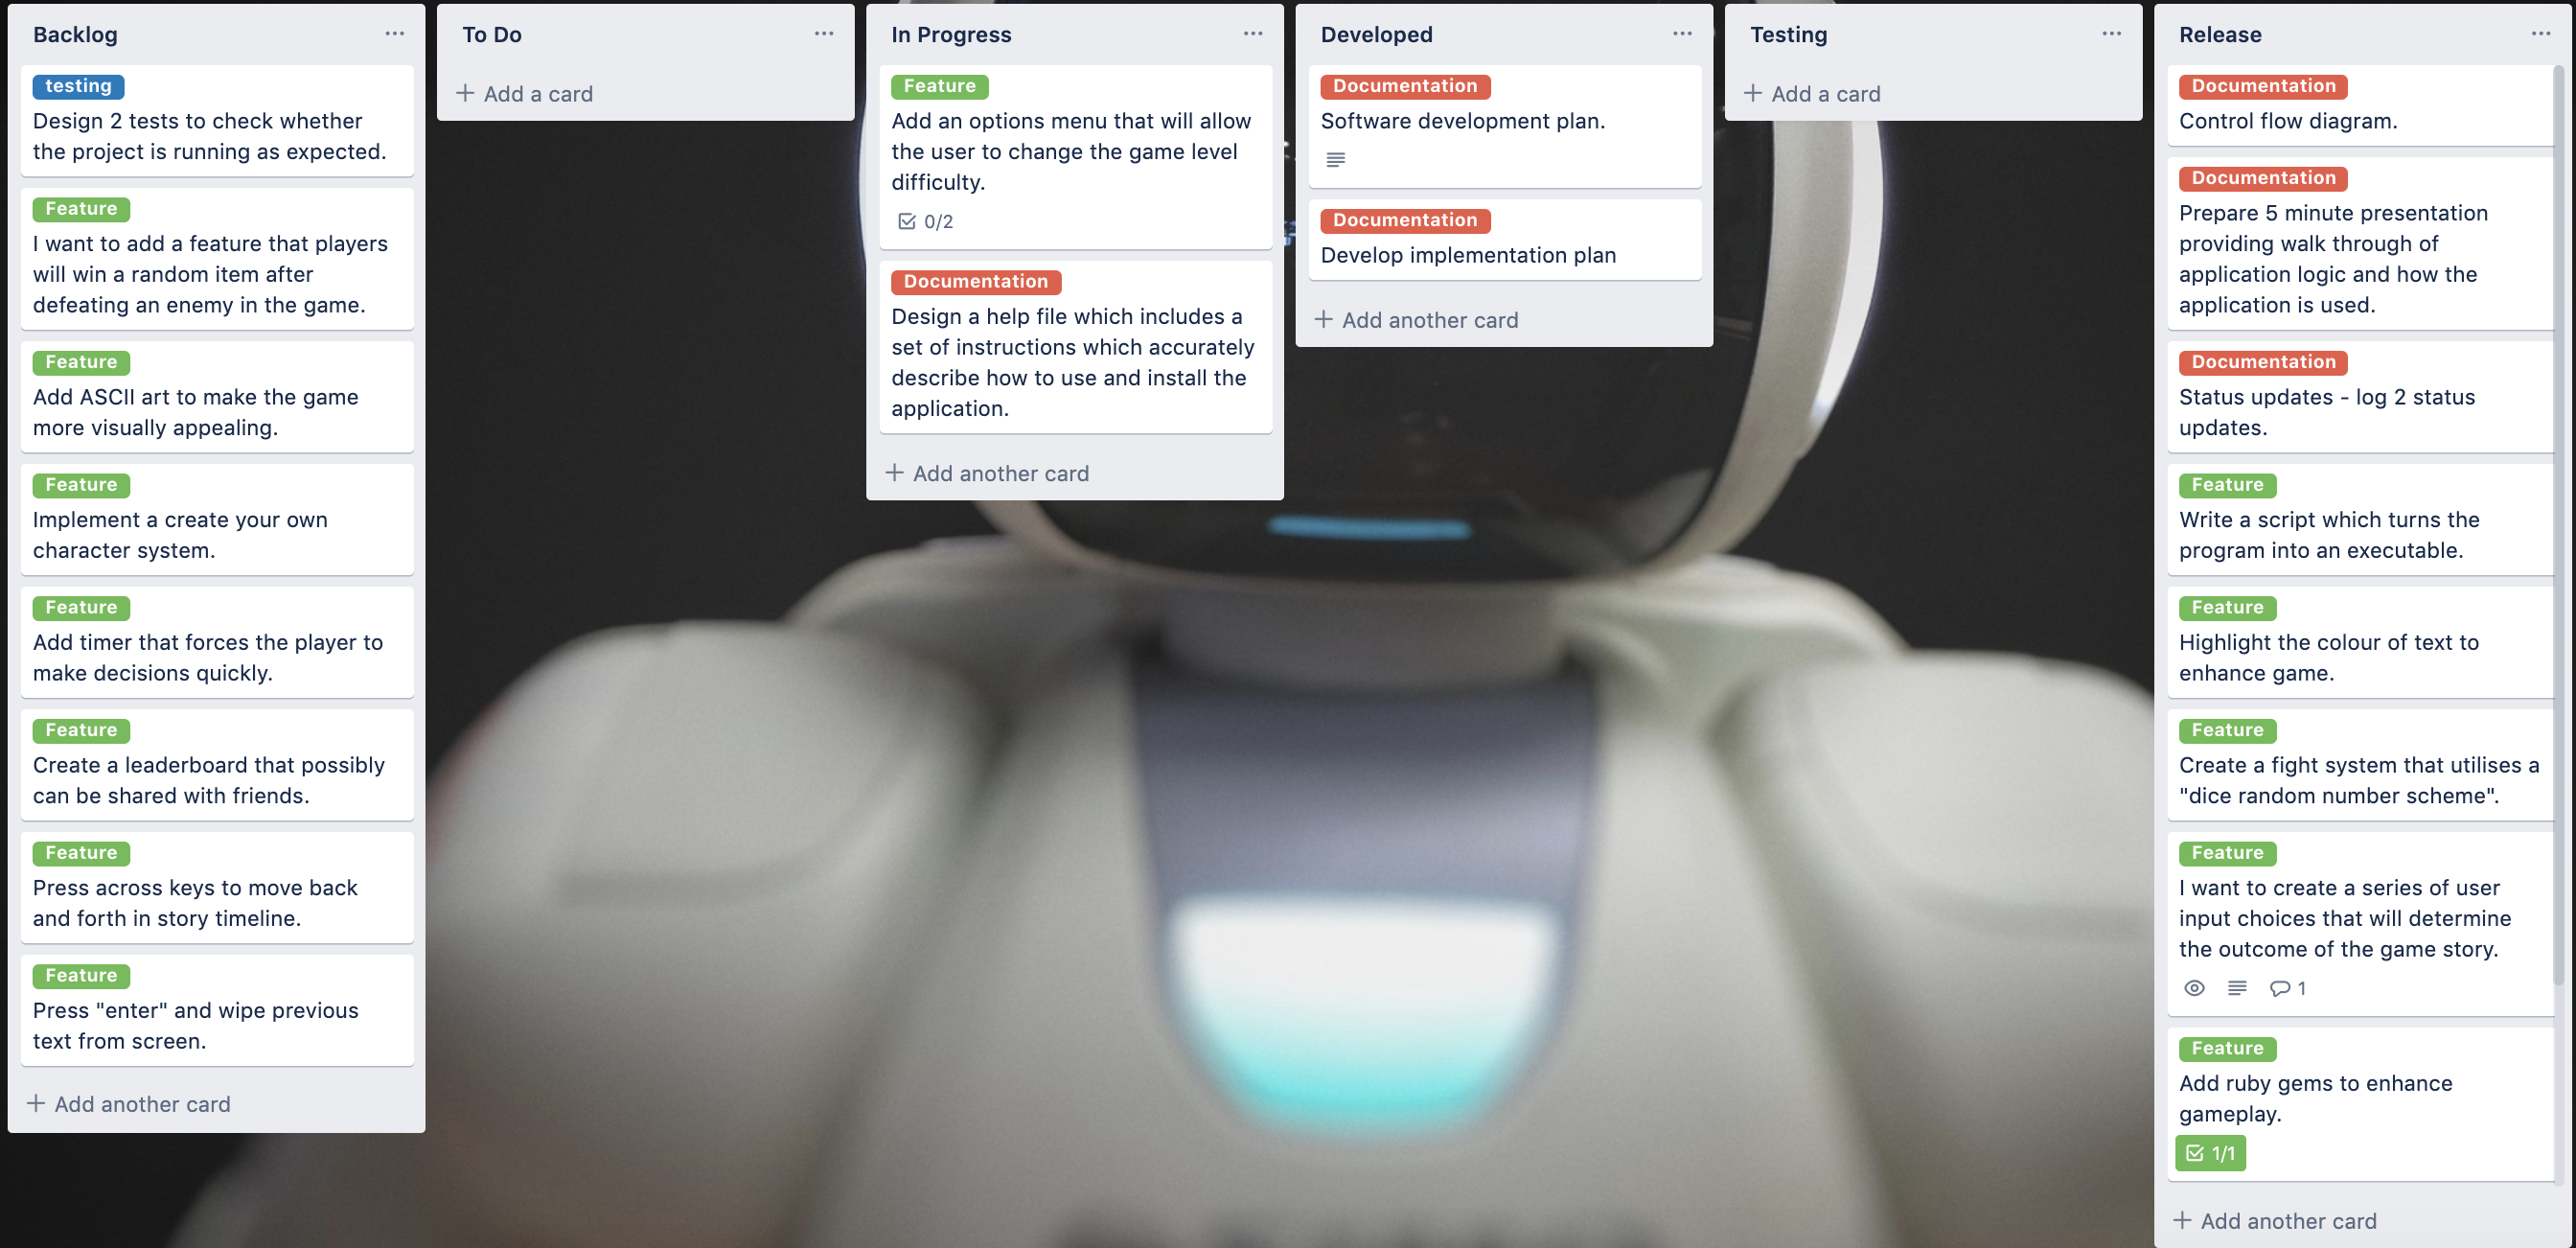 Backlog
testing
Design 2 tests to check whether
the project is running as expected.
Feature
I want to add a feature that players
will win a random item after
defeating an enemy in the game.
Feature
Add ASCII art to make the game
more visually appealing.
Feature
Implement a create your own
character system.
Feature
Add timer that forces the player to
make decisions quickly.
Feature
Create a leaderboard that possibly
can be shared with friends.
Feature
Press across keys to move back
and forth in story timeline.
Feature
Press "enter" and wipe previous
text from screen.
+ Add another card
To Do
+ Add a card
In Progress
Feature
Add an options menu that will allow
the user to change the game level
difficulty.
0/2
Documentation
Design a help file which includes a
set of instructions which accurately
describe how to use and install the
application.
+ Add another card
Developed
Documentation
Software development plan.
Documentation
Develop implementation plan
+ Add another card
Testing
+ Add a card
Release
Documentation
Control flow diagram.
Documentation
Prepare 5 minute presentation
providing walk through of
application logic and how the
application is used.
Documentation
Status updates - log 2 status
updates.
Feature
Write a script which turns the
program into an executable.
Feature
Highlight the colour of text to
enhance game.
Feature
Create a fight system that utilises a
"dice random number scheme".
Feature
I want to create a series of user
input choices that will determine
the outcome of the game story.
1
Feature
Add ruby gems to enhance
gameplay.
1/1
+ Add another card